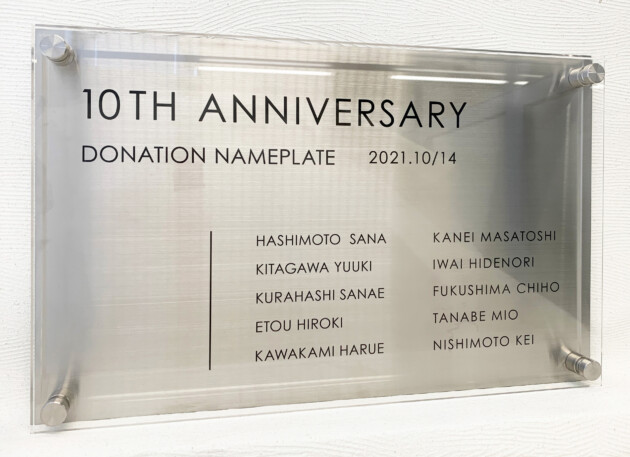 10TH ANNIVERSARY
DONATION NAMEPLATE 2021.10/14
HASHIMOTO SANA
KITAGAWA YUUKI
KURAHASHI SANAE
ETOU HIROKI
KAWAKAMI HARUE
KANEI MASATOSHI
IWAI HIDENORI
FUKUSHIMA CHIHO
TANABE MIO
NISHIMOTO KEI